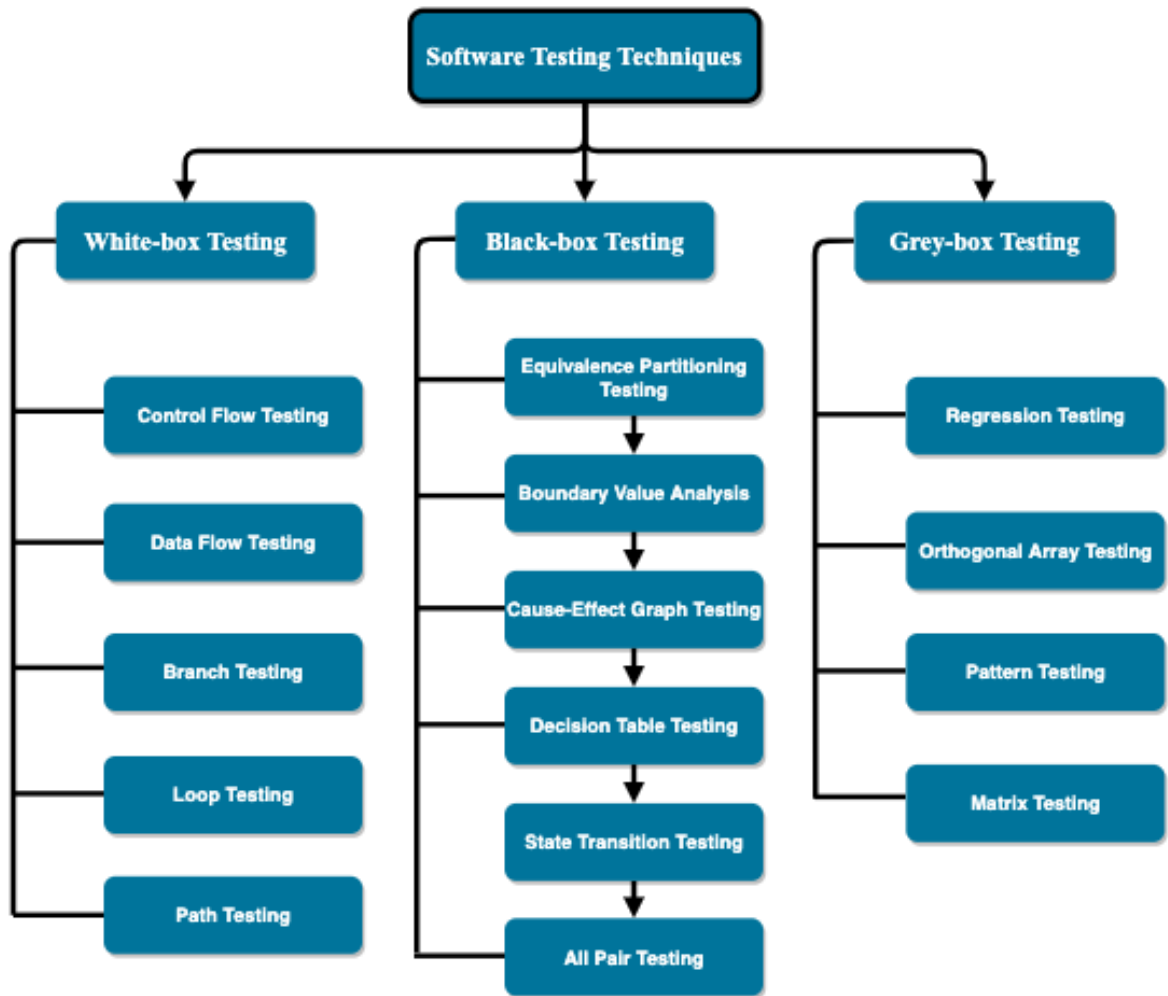 Software Testing Techniques
White-box Testing
Control Flow Testing
Data Flow Testing
Branch Testing
Loop Testing
Path Testing
Black-box Testing
Equivalence Partitioning
Testing
Boundary Value Analysis
Cause-Effect Graph Testing
Decision Table Testing
State Transition Testing
All Pair Testing
Grey-box Testing
Regression Testing
Orthogonal Array Testing
Pattern Testing
Matrix Testing